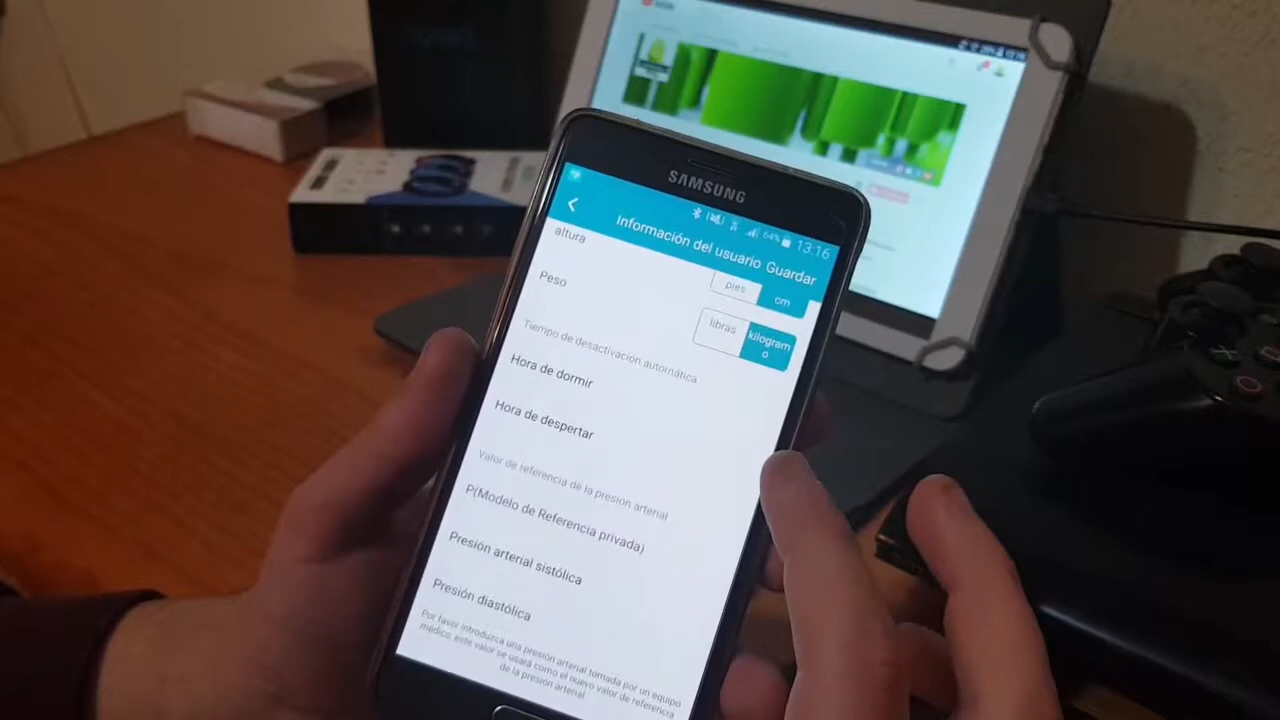 SAMSUNG
64% 13:16
Información del usuario Guardar
altura
pies cm
Peso
libras kilogram
o
Tiempo de desactivación automática
Hora de dormir
Hora de despertar
Valor de referencia de la presión arterial
P(Modelo de Referencia privada)
Presión arterial sistólica
Presión diastólica
Por favor introduzca una presión arterial tomada por un equipo
médico, este valor se usará como el nuevo valor de referencia
de la presión arterial